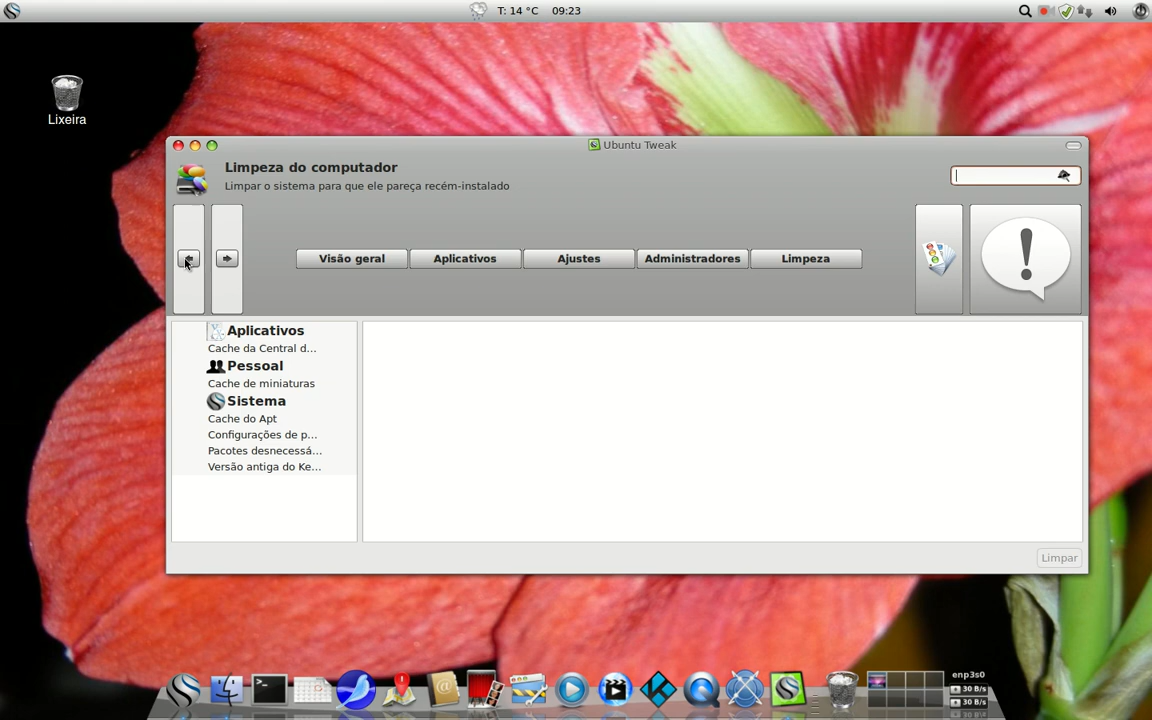 T: 14 °C 09:23
Lixeira
Ubuntu Tweak
Limpeza do computador
Limpar o sistema para que ele pareça recém-instalado
Visão geral Aplicativos Ajustes Administradores Limpeza
Aplicativos
Cache da Central d...
Pessoal
Cache de miniaturas
Sistema
Cache do Apt
Configurações de p...
Pacotes desnecessá...
Versão antiga do Ke...
Limpar
enp3s0
30 B/s
30 B/s